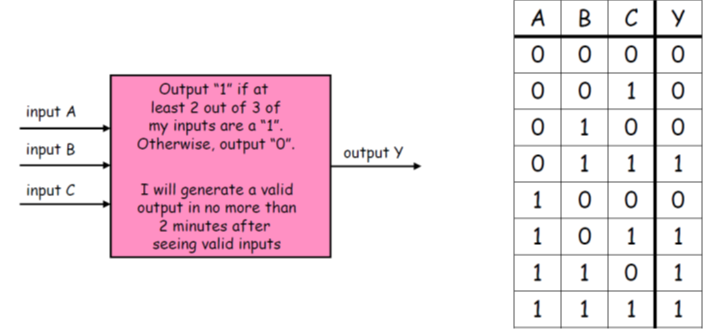 input A
input B
input C
Output "1" if at
least 2 out of 3 of
my inputs are a "1".
Otherwise, output "0".
I will generate a valid
output in no more than
2 minutes after
seeing valid inputs
output Y
A B C Y
0 0 0 0
0 0 1 0
0 1 0 0
0 1 1 1
1 0 0 0
1 0 1 1
1 1 0 1
1 1 1 1